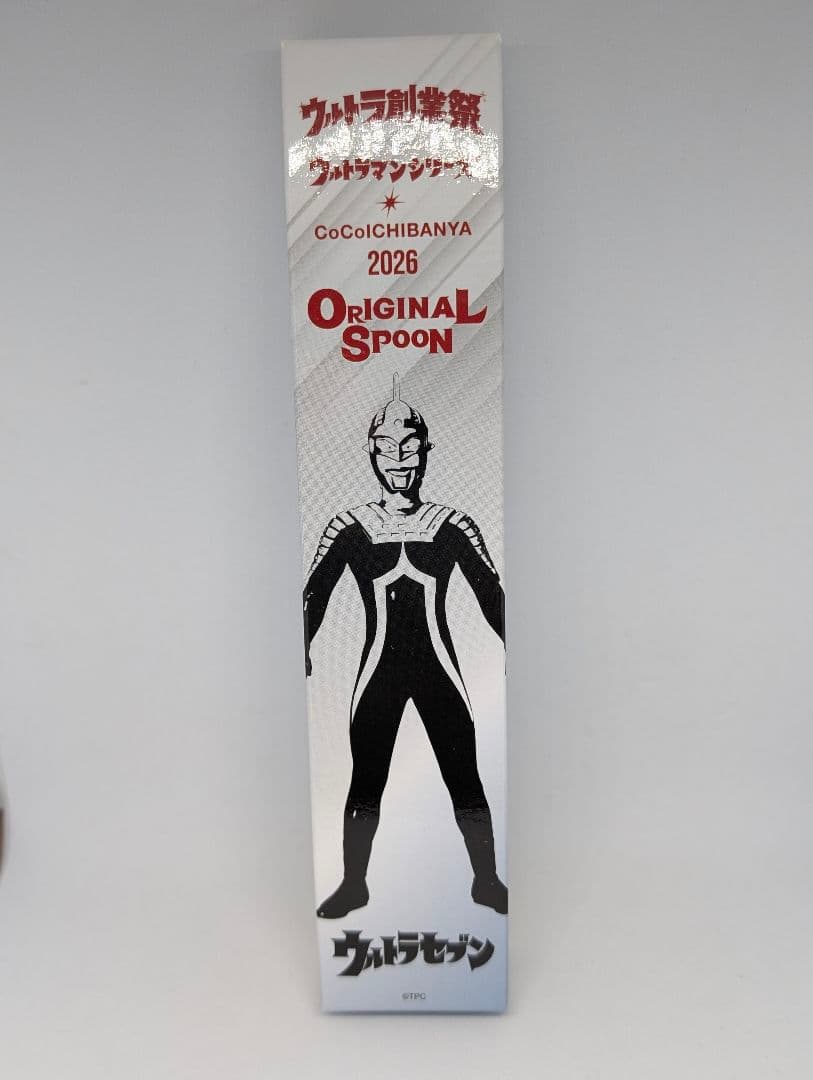 ウルトラ創業祭
ウルトラマンシリーズ
CoCoICHIBANYA
2026
ORIGINAL
SPOON
ウルトラセブン
©TPC